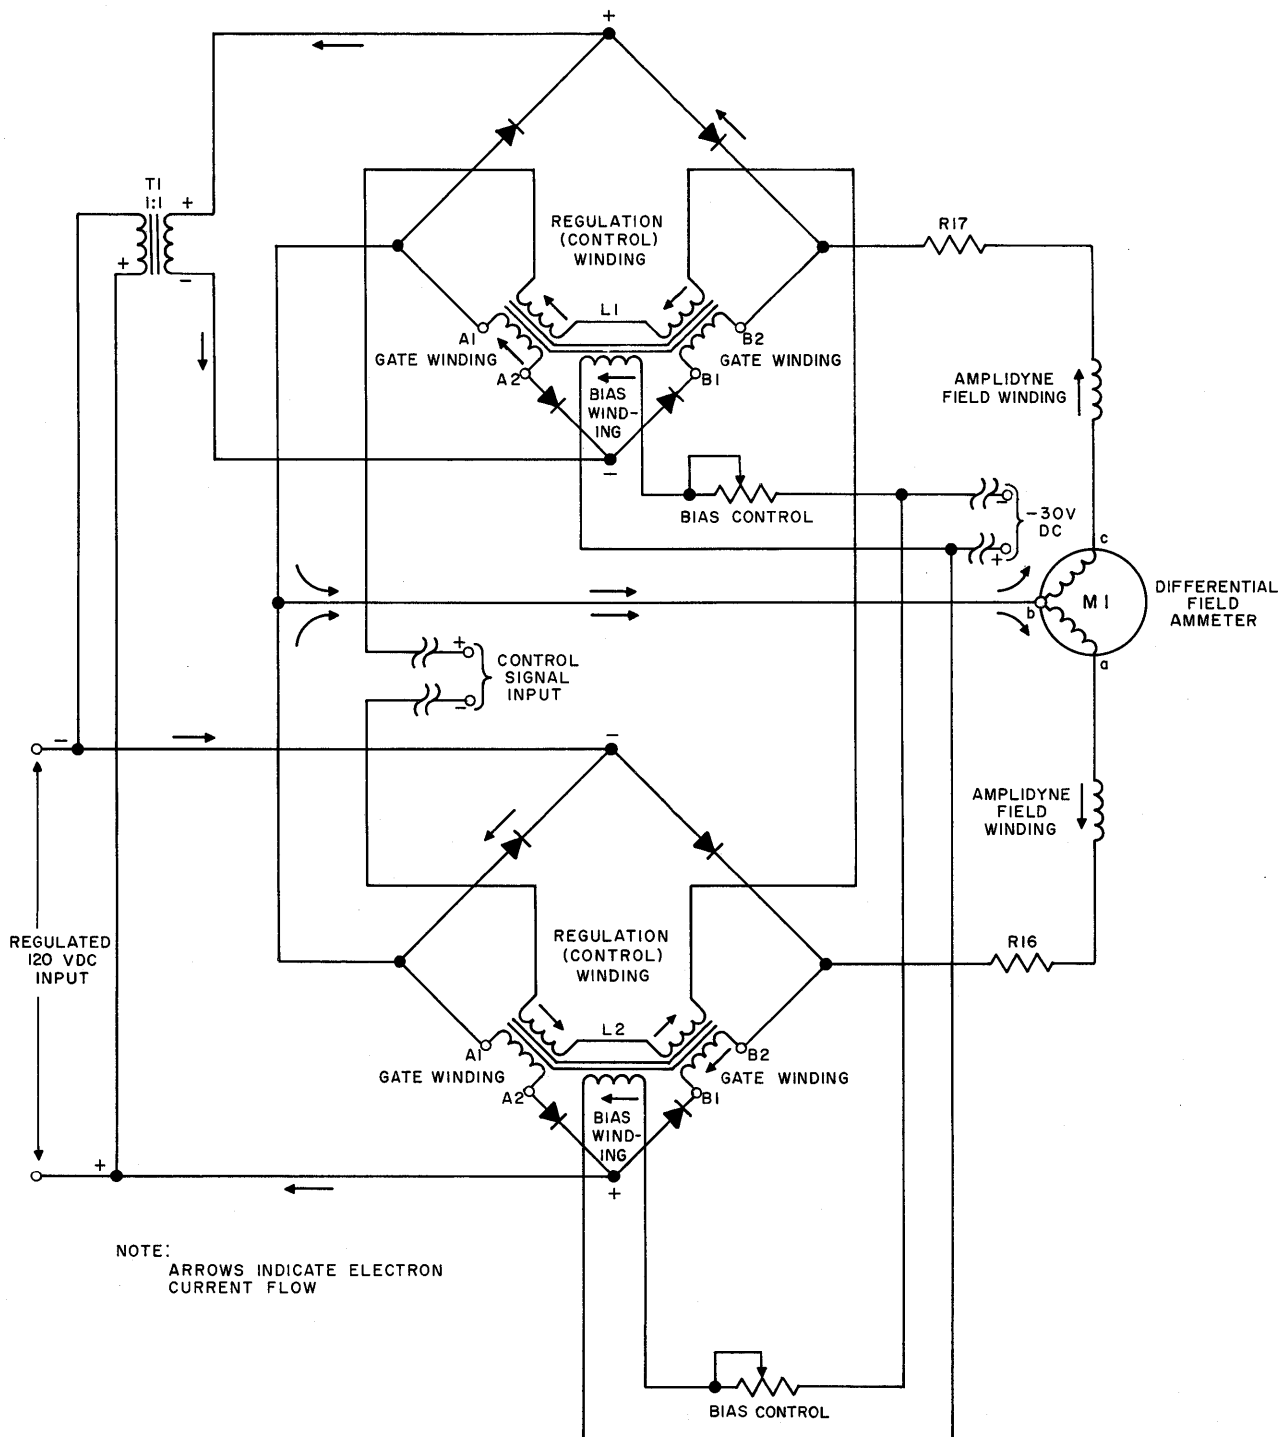 +
T1
1:1
+
+
−
REGULATION
(CONTROL)
WINDING
R17
L1
A1
GATE WINDING
A2
B2
GATE WINDING
B1
BIAS
WIND-
ING
−
AMPLIDYNE
FIELD WINDING
BIAS CONTROL
−
−30V
DC
+
c
b
M1
a
DIFFERENTIAL
FIELD
AMMETER
+
CONTROL
SIGNAL
INPUT
−
−
−
AMPLIDYNE
FIELD
WINDING
REGULATED
120 VDC
INPUT
REGULATION
(CONTROL)
WINDING
R16
L2
A1
GATE WINDING
A2
B2
GATE WINDING
B1
BIAS
WIND-
ING
+
+
NOTE:
ARROWS INDICATE ELECTRON
CURRENT FLOW
BIAS CONTROL